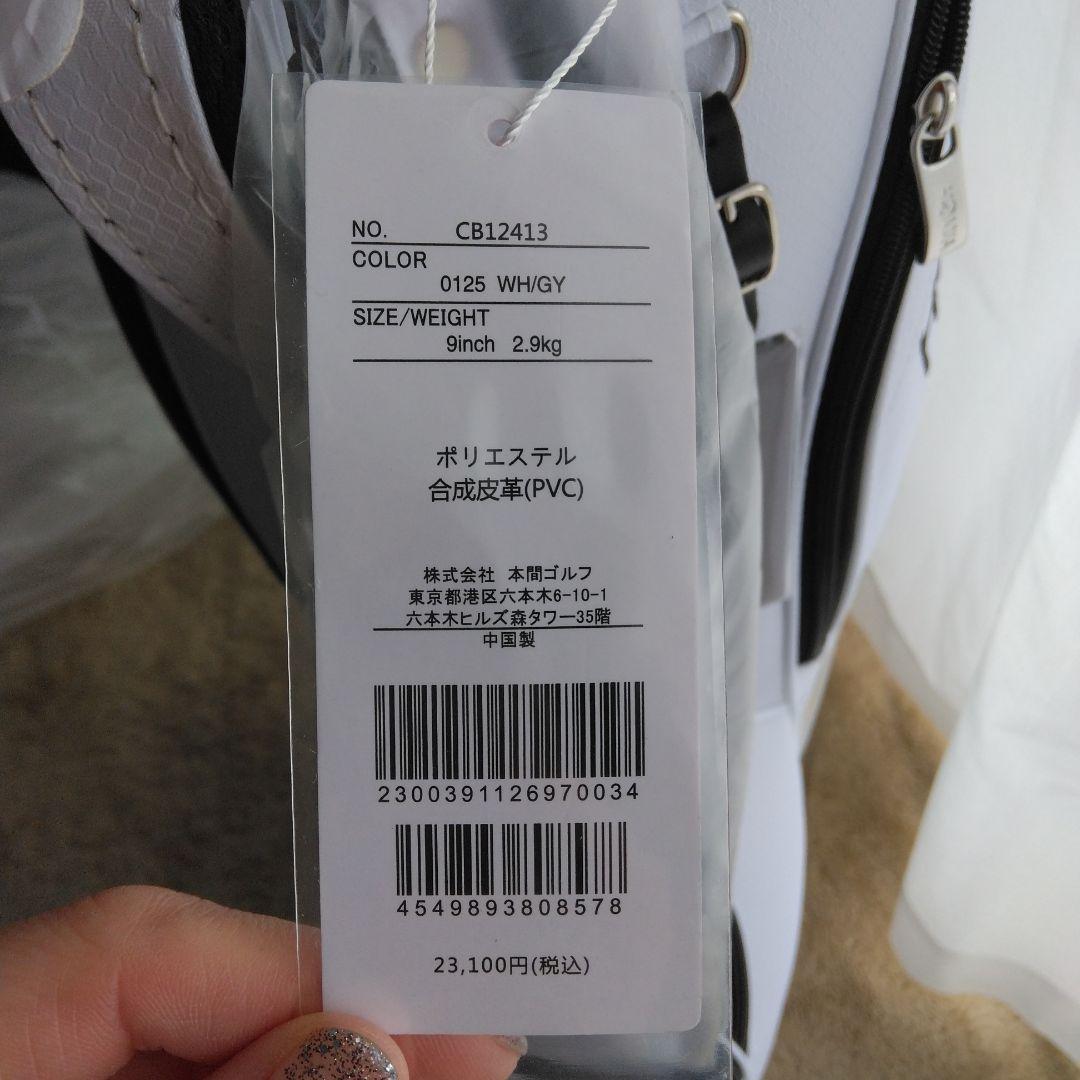 NO. CB12413
COLOR
0125 WH/GY
SIZE/WEIGHT
9inch 2.9kg
ポリエステル
合成皮革(PVC)
株式会社 本間ゴルフ
東京都港区六本木6-10-1
六本木ヒルズ森タワー35階
中国製
2300391126970034
4549893808578
23,100円(税込)